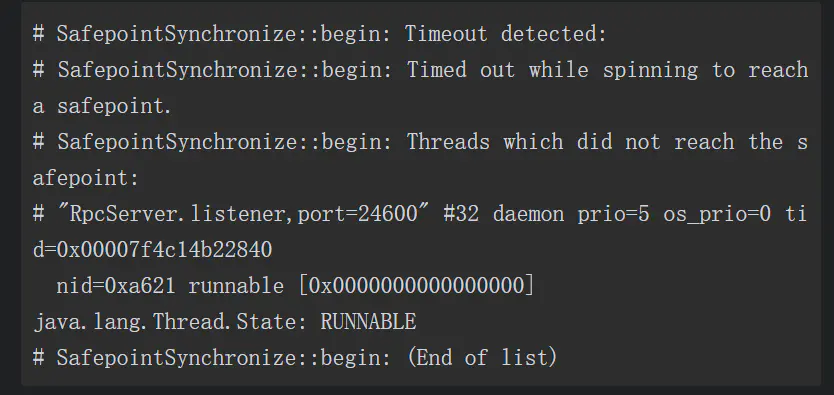 # SafepointSynchronize::begin: Timeout detected:
# SafepointSynchronize::begin: Timed out while spinning to reach
a safepoint.
# SafepointSynchronize::begin: Threads which did not reach the s
afepoint:
# "RpcServer.listener,port=24600" #32 daemon prio=5 os_prio=0 ti
d=0x00007f4c14b22840
  nid=0xa621 runnable [0x0000000000000000]
java.lang.Thread.State: RUNNABLE
# SafepointSynchronize::begin: (End of list)